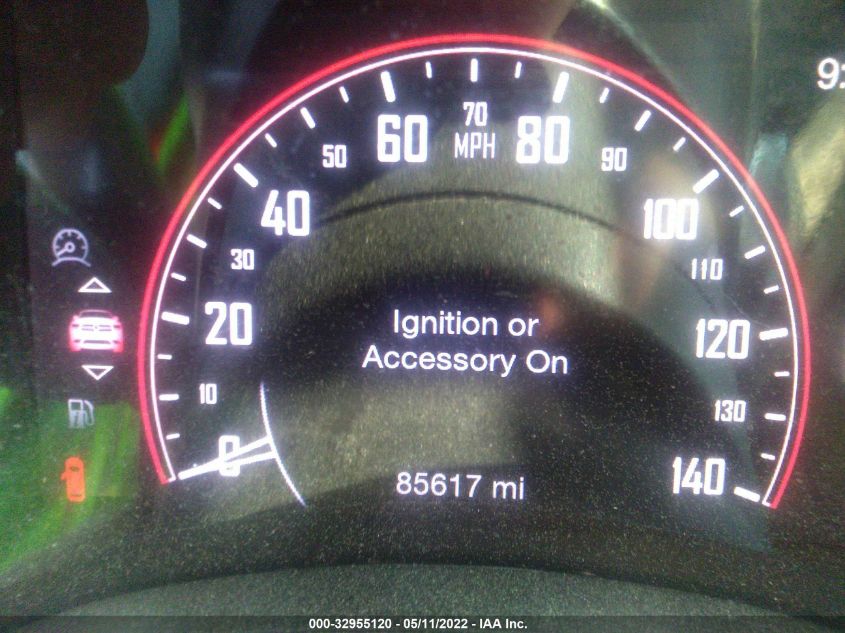 9:
70
60 MPH 80
50 90
40 100
30 110
20 Ignition or 120
Accessory On
10 130
0 140
85617 mi
000-32955120 - 05/11/2022 - IAA Inc.